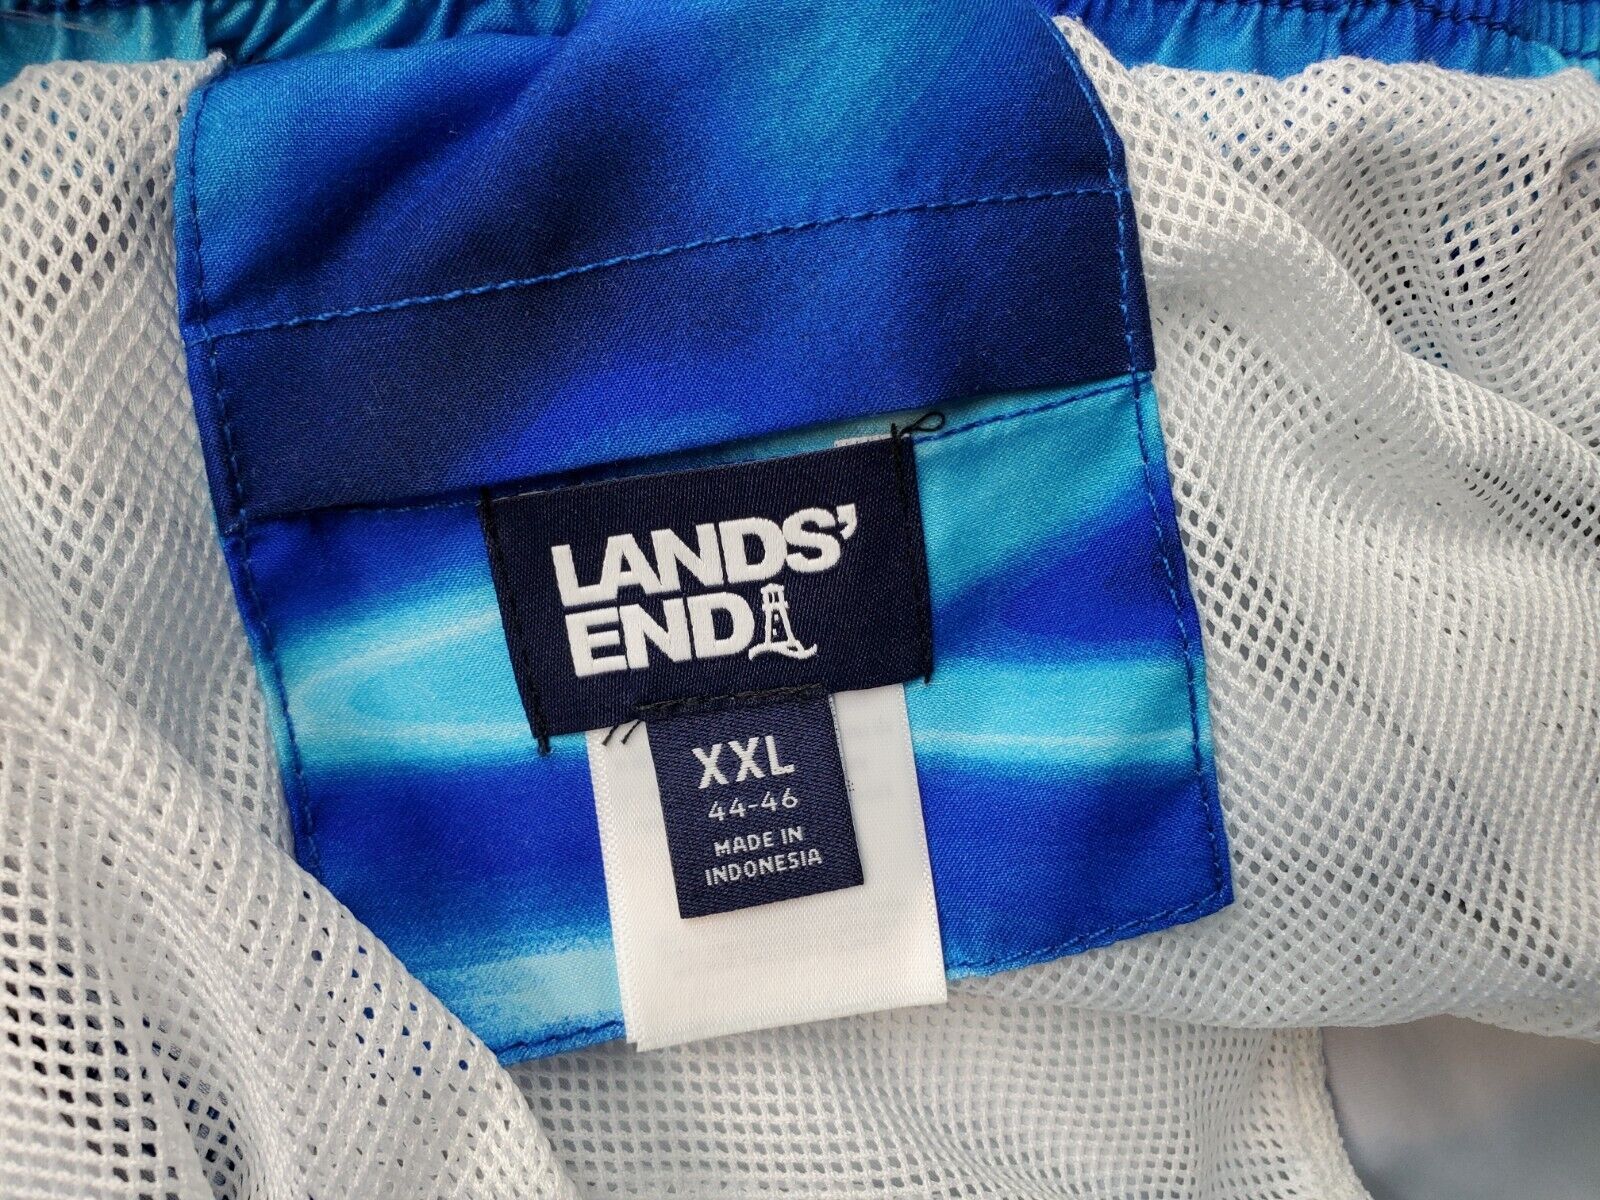 LANDS'
END
XXL
44-46
MADE IN
INDONESIA